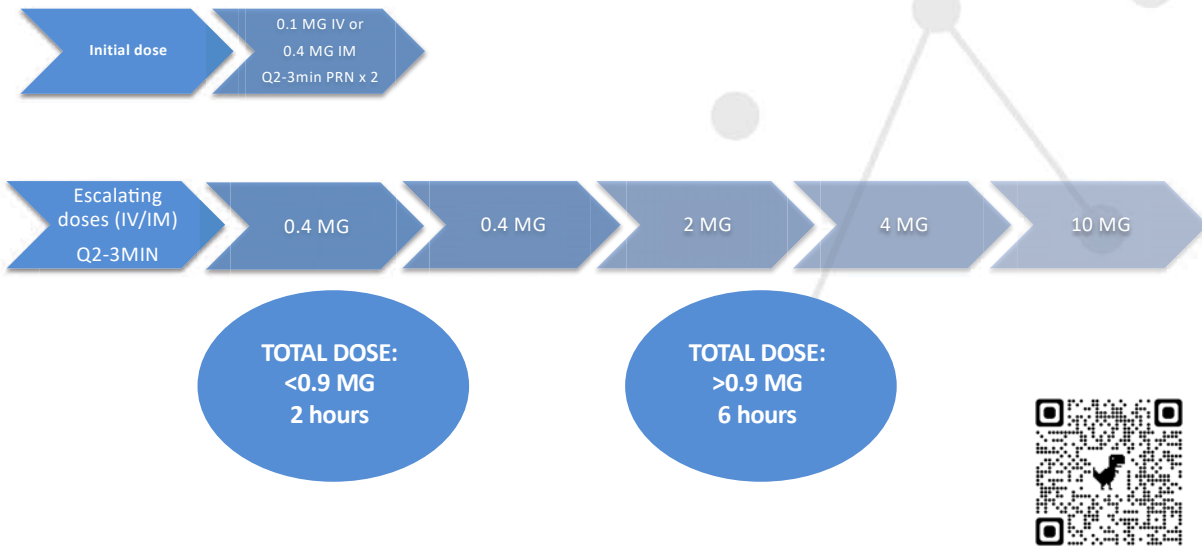 Initial dose
0.1 MG IV or
0.4 MG IM
Q2-3min PRN x 2
Escalating
doses (IV/IM)
Q2-3MIN
0.4 MG
0.4 MG
2 MG
4 MG
10 MG
TOTAL DOSE:
<0.9 MG
2 hours
TOTAL DOSE:
>0.9 MG
6 hours